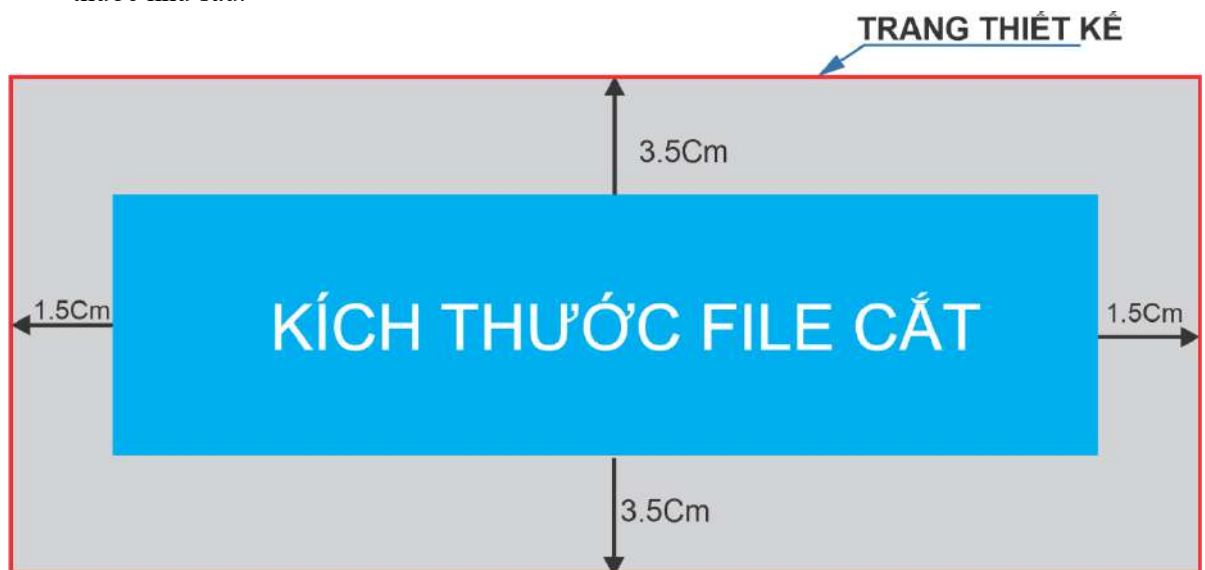 TRANG THIẾT KẾ
3.5Cm
1.5Cm
KÍCH THƯỚC FILE CẮT
1.5Cm
3.5Cm